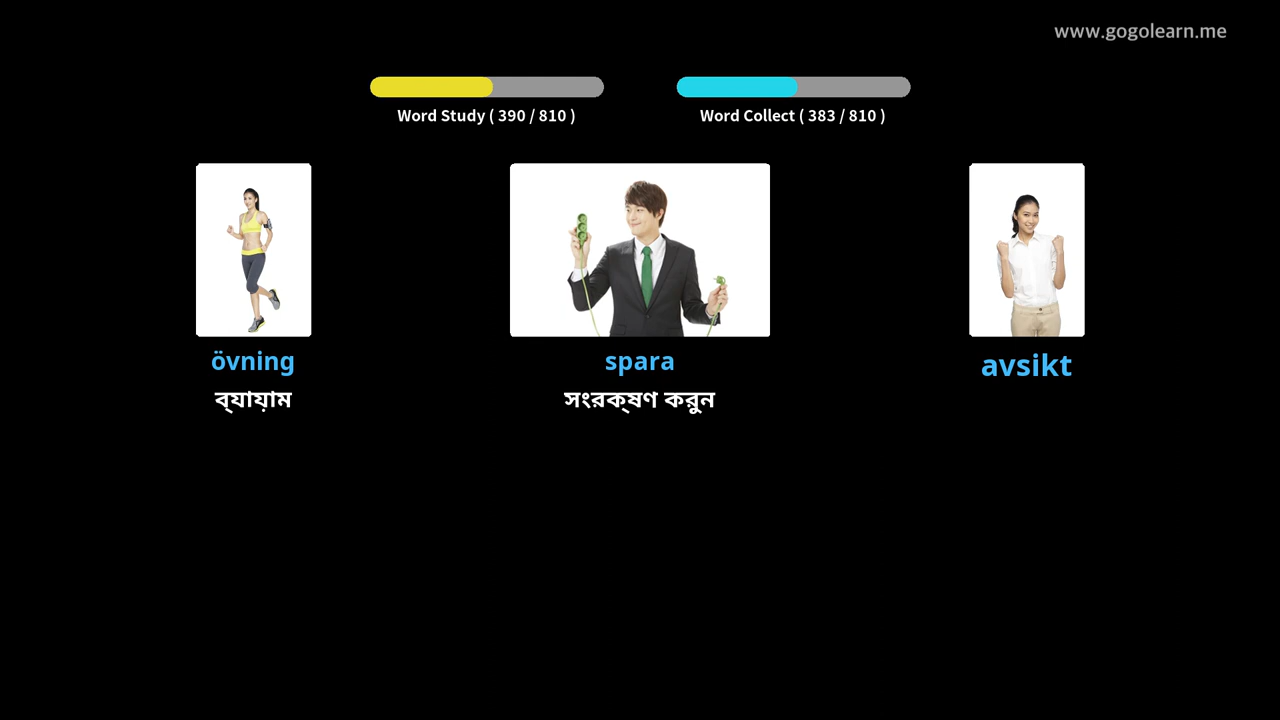 www.gogolearn.me
Word Study ( 390 / 810 )
Word Collect ( 383 / 810 )
övning
spara
avsikt
ব্যায়াম
সংরক্ষণ করুন